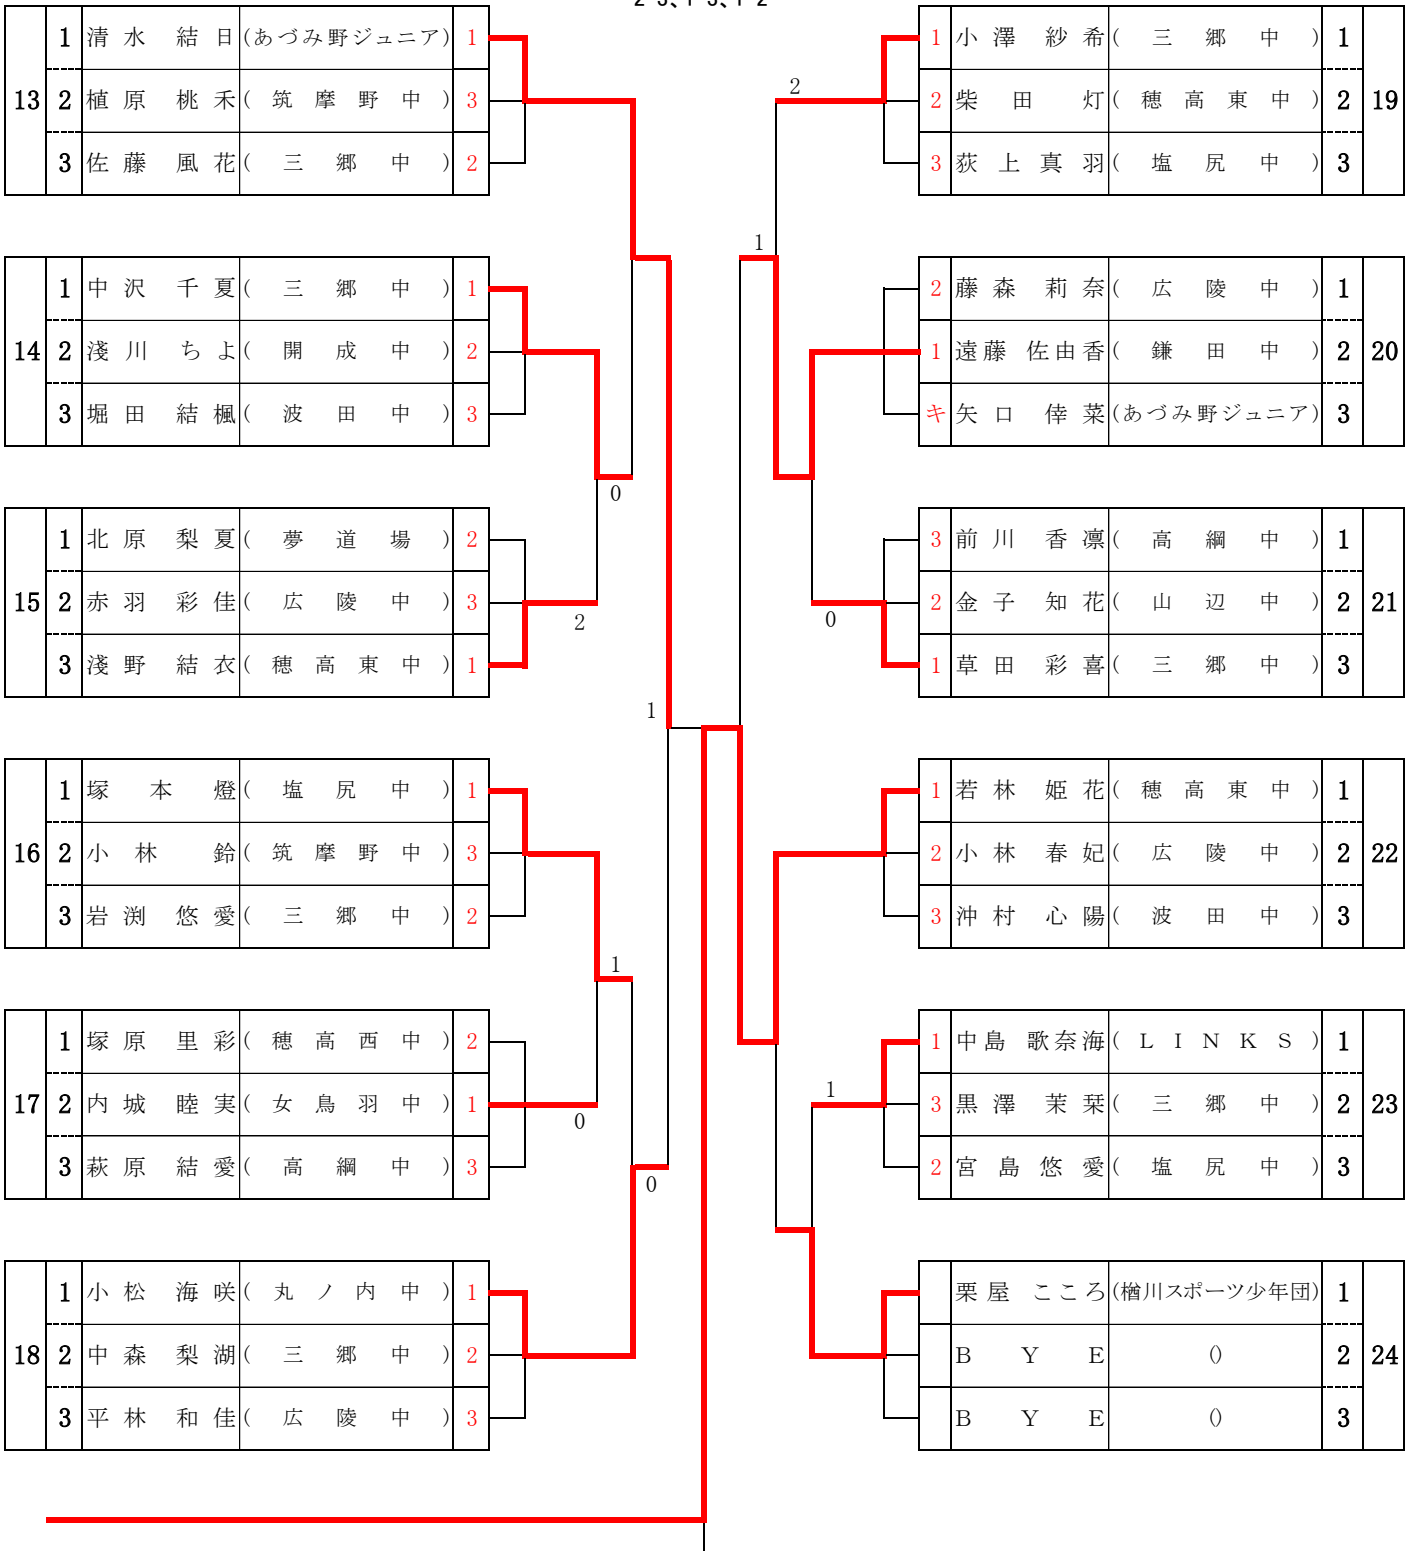 2-3、1-3、1-2
13
1 清水 結日 (あづみ野ジュニア) 1
2 植原 桃禾 (筑摩野中) 3
3 佐藤 風花 (三郷中) 2
14
1 中沢 千夏 (三郷中) 1
2 淺川 ちよ (開成中) 2
3 堀田 結楓 (波田中) 3
0
15
1 北原 梨夏 (夢道場) 2
2 赤羽 彩佳 (広陵中) 3
3 淺野 結衣 (穂高東中) 1
2
1
16
1 塚本 燈 (塩尻中) 1
2 小林 鈴 (筑摩野中) 3
3 岩渕 悠愛 (三郷中) 2
1
17
1 塚原 里彩 (穂高西中) 2
2 内城 睦実 (女鳥羽中) 1
3 萩原 結愛 (高綱中) 3
0
0
18
1 小松 海咲 (丸ノ内中) 1
2 中森 梨湖 (三郷中) 2
3 平林 和佳 (広陵中) 3
2
1 小澤 紗希 (三郷中) 1
2 柴田 灯 (穂高東中) 2
3 荻上 真羽 (塩尻中) 3
19
1
2 藤森 莉奈 (広陵中) 1
1 遠藤 佐由香 (鎌田中) 2
キ 矢口 倖菜 (あづみ野ジュニア) 3
20
3 前川 香凛 (高綱中) 1
2 金子 知花 (山辺中) 2
1 草田 彩喜 (三郷中) 3
21
0
1 若林 姫花 (穂高東中) 1
2 小林 春妃 (広陵中) 2
3 沖村 心陽 (波田中) 3
22
1 中島 歌奈海 (LINKS) 1
3 黒澤 茉栞 (三郷中) 2
2 宮島 悠愛 (塩尻中) 3
23
1
栗屋 こころ (楢川スポーツ少年団) 1
BYE () 2
BYE () 3
24